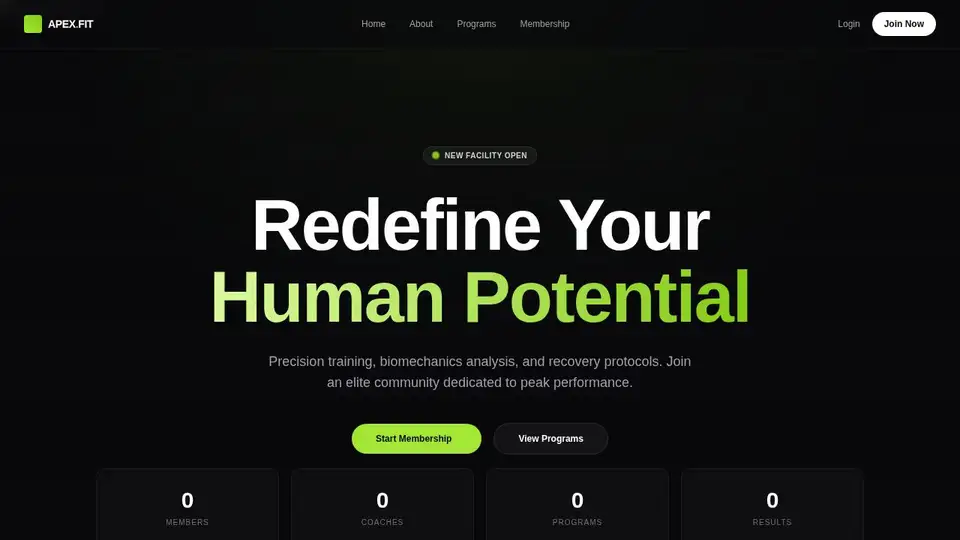 APEX.FIT
Home
About
Programs
Membership
Login
Join Now
NEW FACILITY OPEN
Redefine Your
Human Potential
Precision training, biomechanics analysis, and recovery protocols. Join
an elite community dedicated to peak performance.
Start Membership
View Programs
0
MEMBERS
0
COACHES
0
PROGRAMS
0
RESULTS